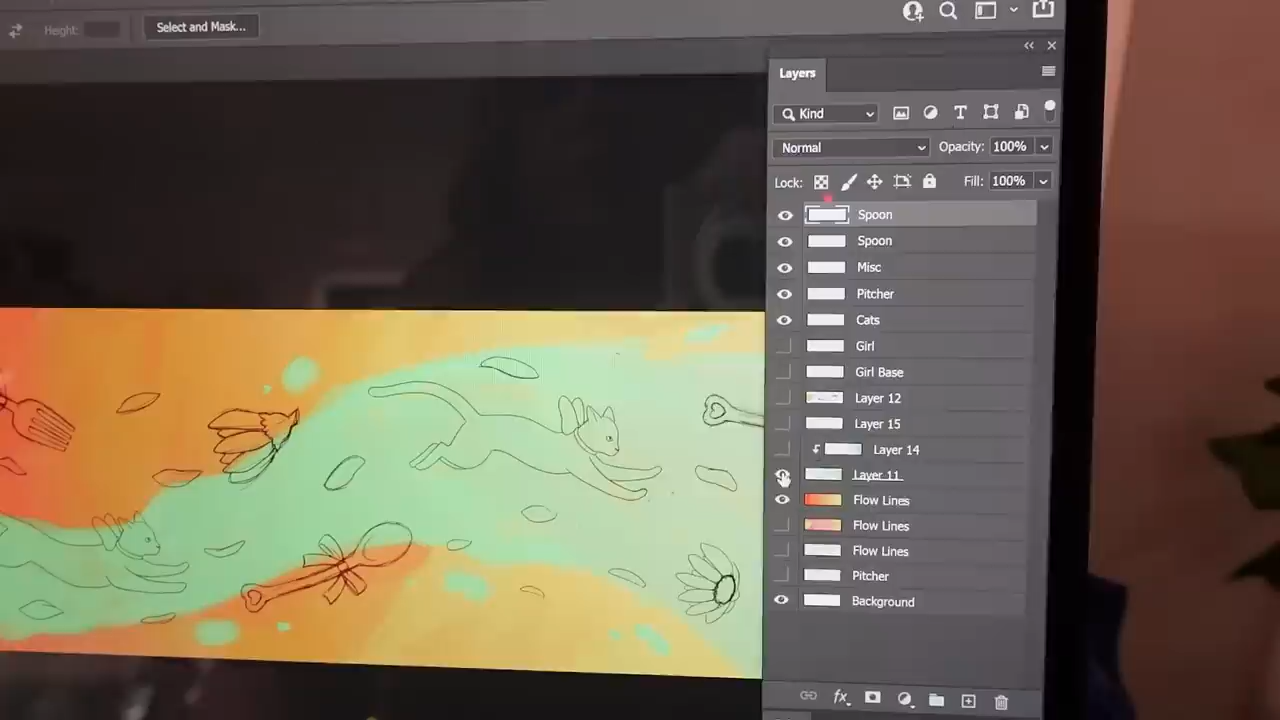 Height:
Select and Mask...
Layers
Kind
Normal
Opacity: 100%
Lock:
Fill: 100%
Spoon
Spoon
Misc
Pitcher
Cats
Girl
Girl Base
Layer 12
Layer 15
Layer 14
Layer 11
Flow Lines
Flow Lines
Flow Lines
Pitcher
Background
fx